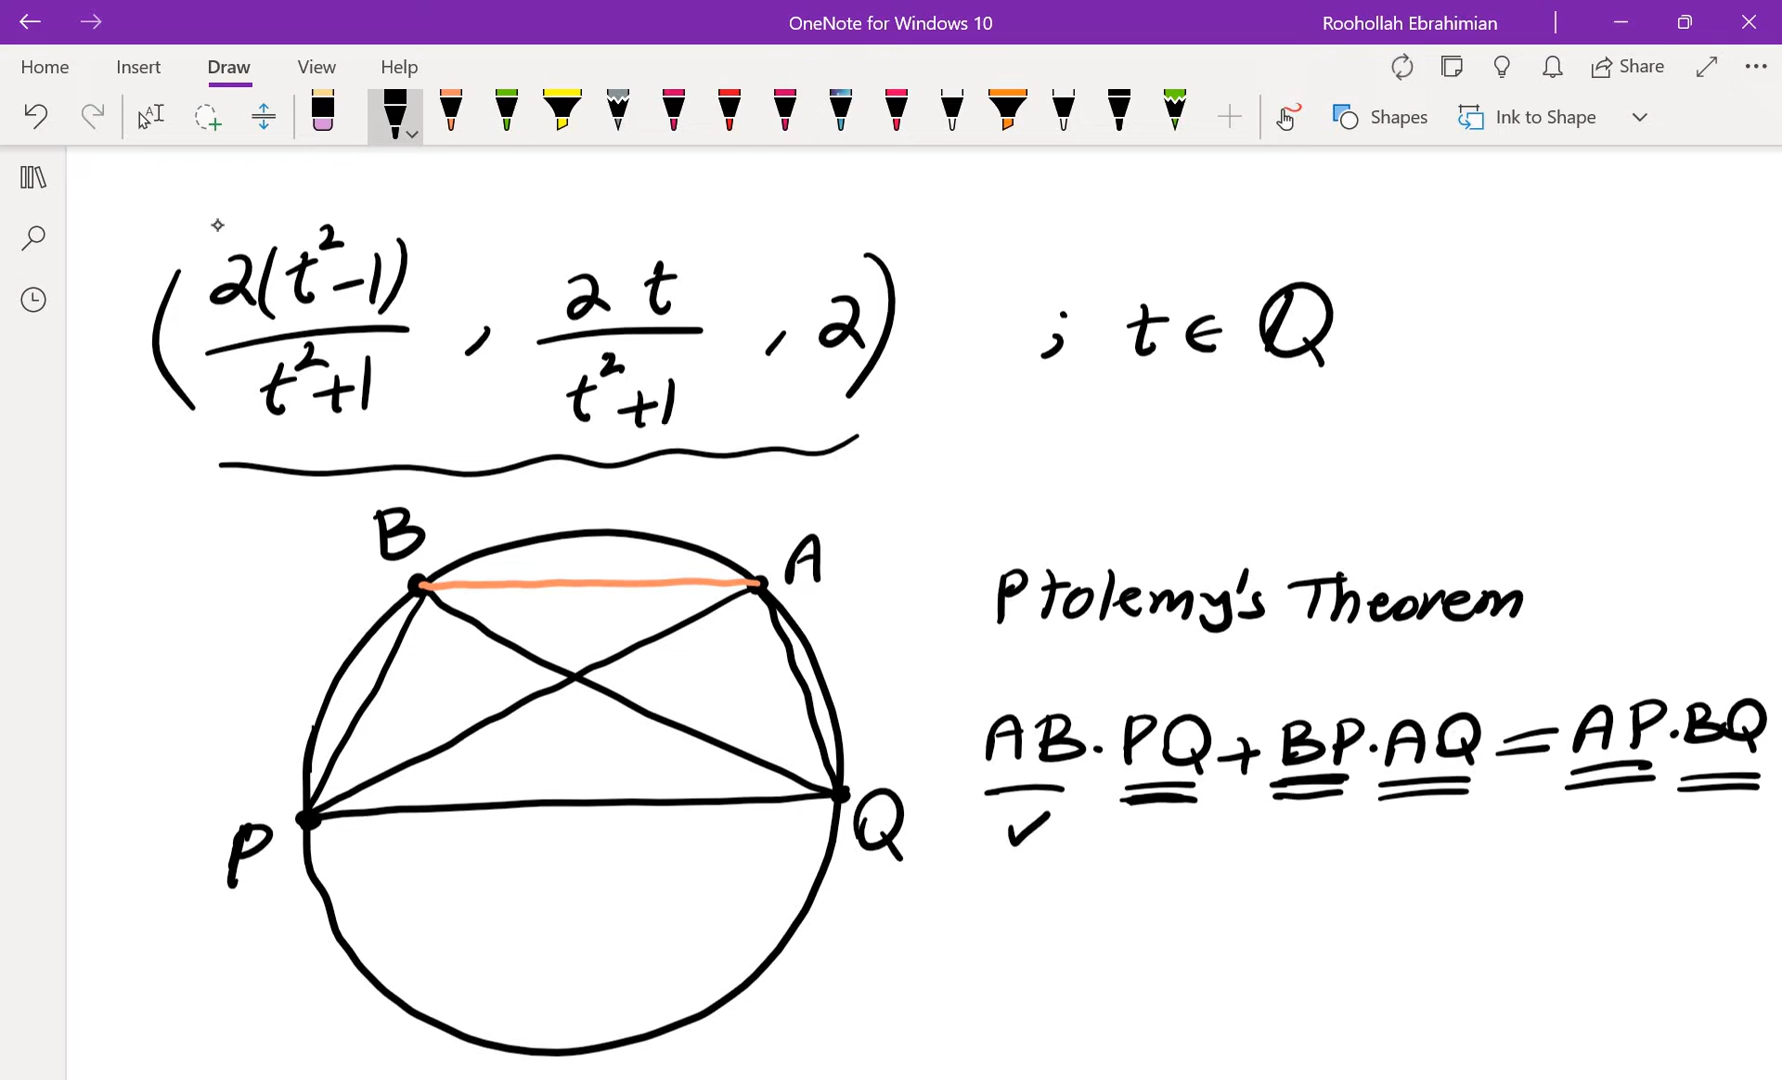 OneNote for Windows 10
Roohollah Ebrahimian
Home Insert Draw View Help
Share
Shapes
Ink to Shape
(2(t²-1)/(t²+1), 2t/(t²+1), 2) ; t ∈ Q
B
A
Ptolemy's Theorem
AB·PQ+BP·AQ=AP·BQ
P
Q